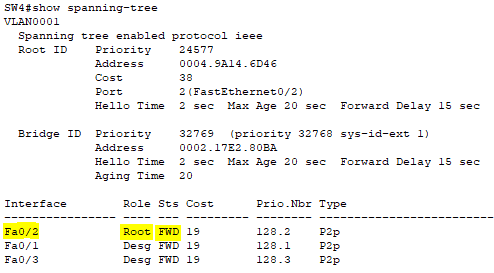 SW4#show spanning-tree
VLAN0001
  Spanning tree enabled protocol ieee
  Root ID    Priority    24577
             Address     0004.9A14.6D46
             Cost        38
             Port        2(FastEthernet0/2)
             Hello Time  2 sec  Max Age 20 sec  Forward Delay 15 sec

  Bridge ID  Priority    32769  (priority 32768 sys-id-ext 1)
             Address     0002.17E2.80BA
             Hello Time  2 sec  Max Age 20 sec  Forward Delay 15 sec
             Aging Time  20

Interface        Role Sts Cost      Prio.Nbr Type
---------------- ---- --- --------- -------- --------------------------------
Fa0/2            Root FWD 19        128.2    P2p
Fa0/1            Desg FWD 19        128.1    P2p
Fa0/3            Desg FWD 19        128.3    P2p